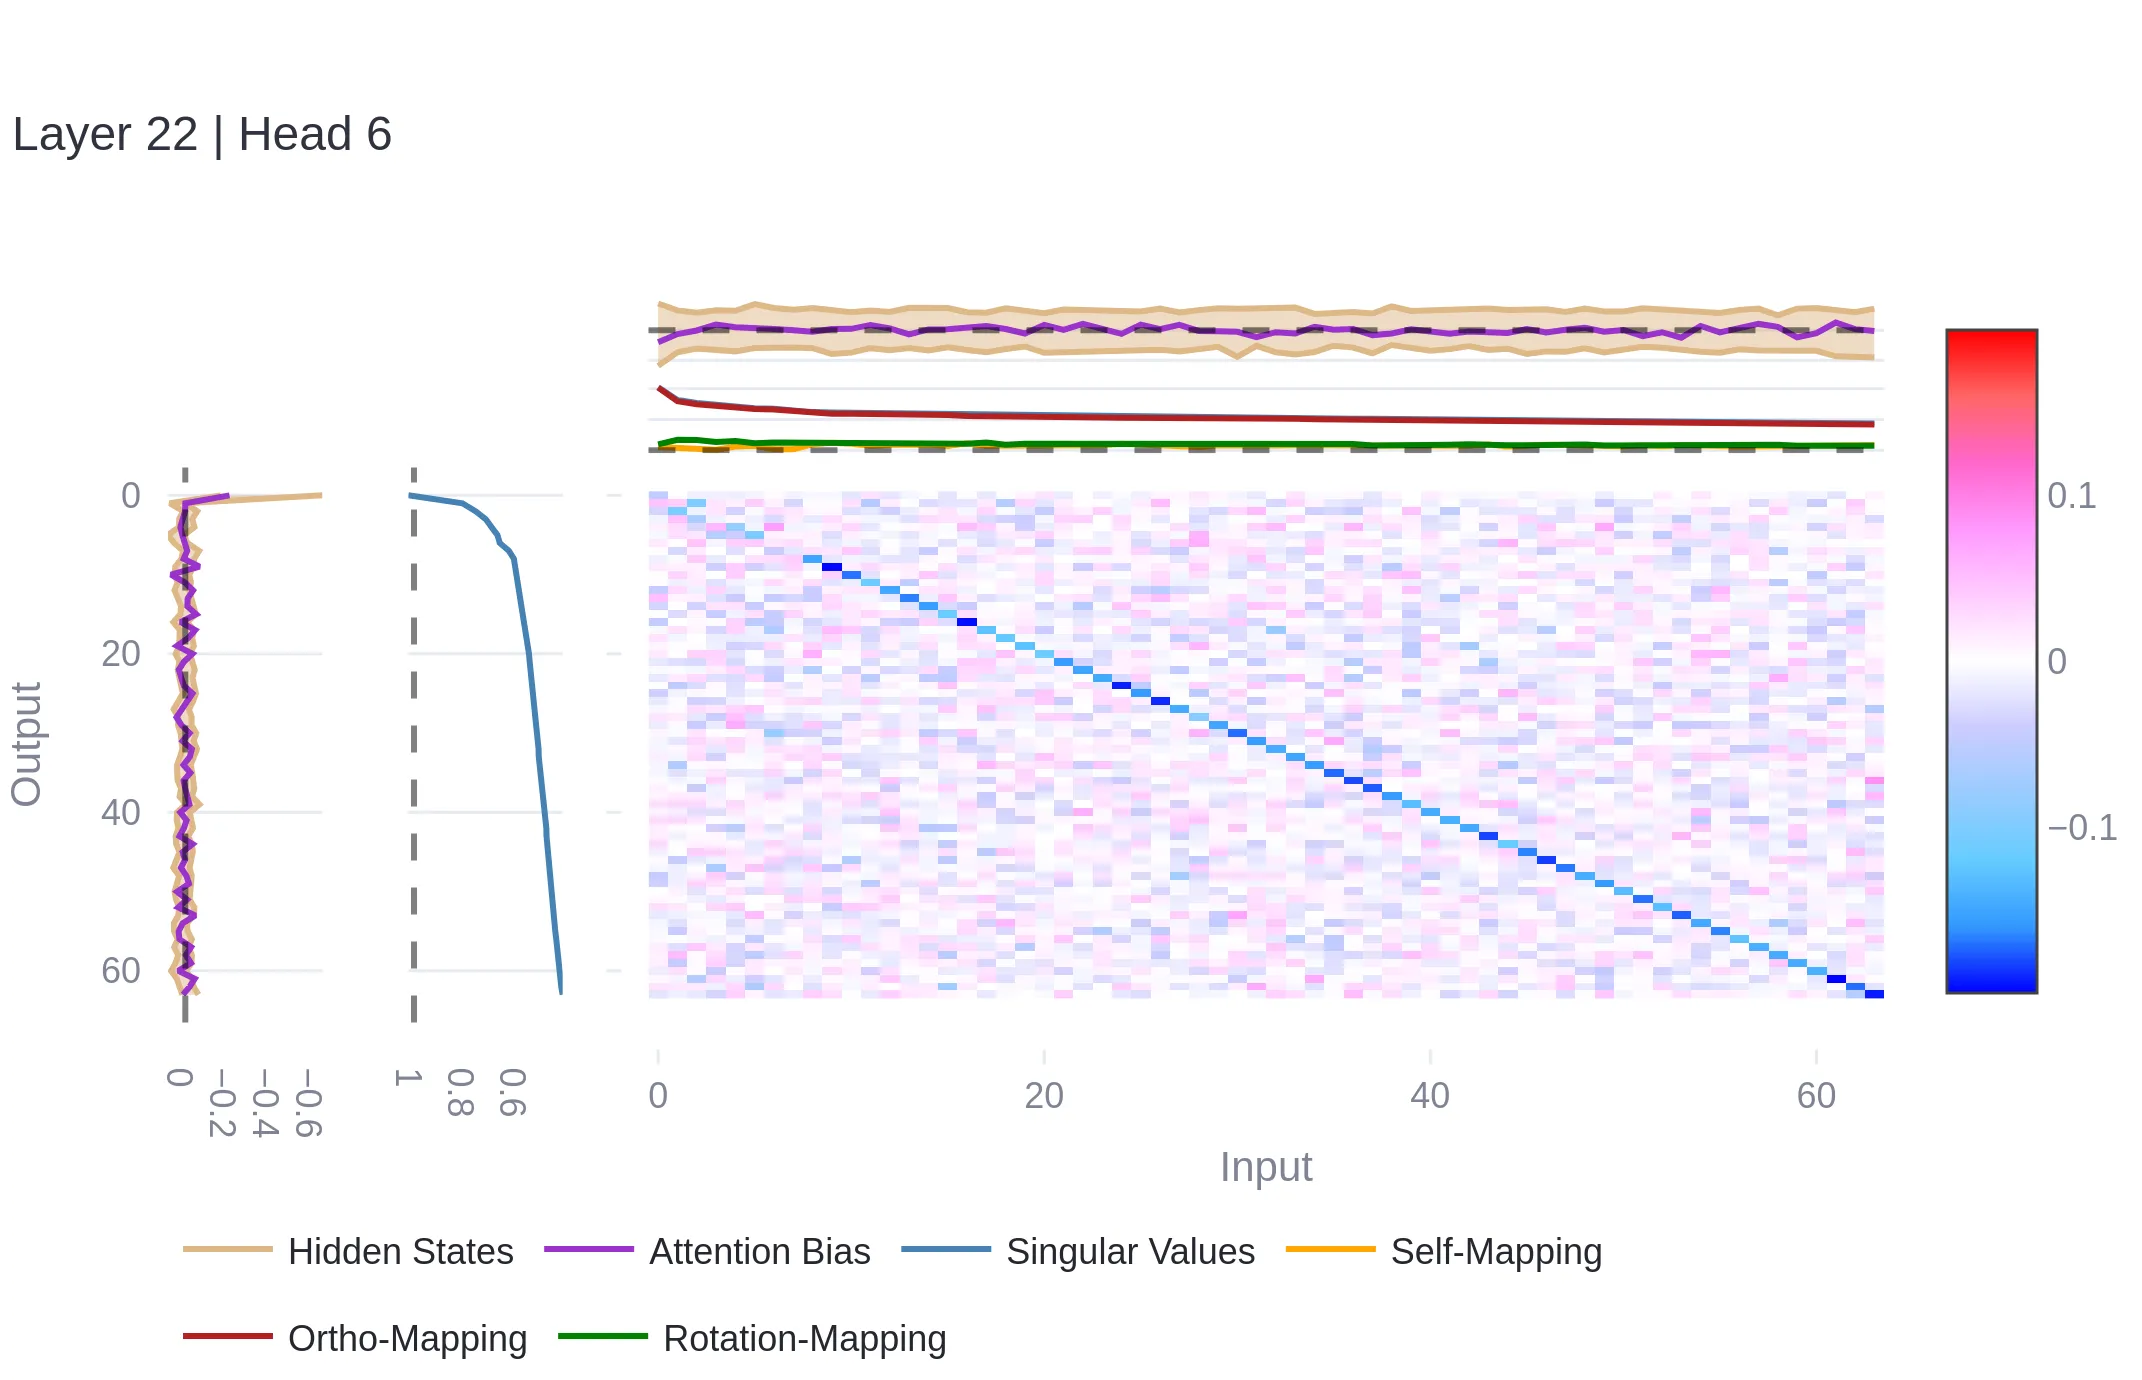 Layer 22 | Head 6
0
20
40
60
Output
0
−0.2
−0.4
−0.6
1
0.8
0.6
0
20
40
60
Input
0.1
0
−0.1
Hidden States
Attention Bias
Singular Values
Self-Mapping
Ortho-Mapping
Rotation-Mapping